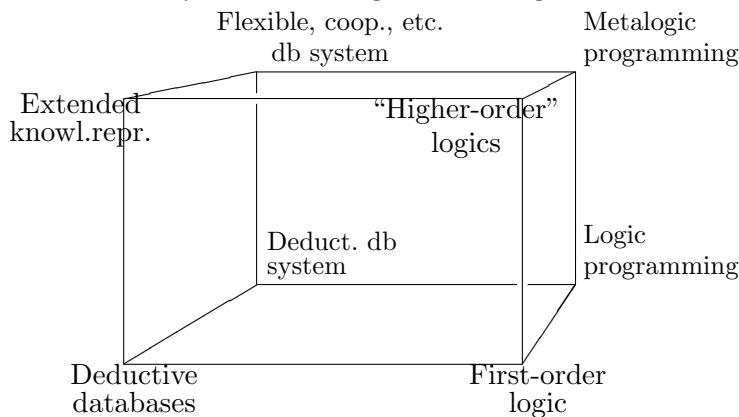 Flexible, coop., etc.
db system
Metalogic
programming
Extended
knowl.repr.
“Higher-order”
logics
Deduct. db
system
Logic
programming
Deductive
databases
First-order
logic